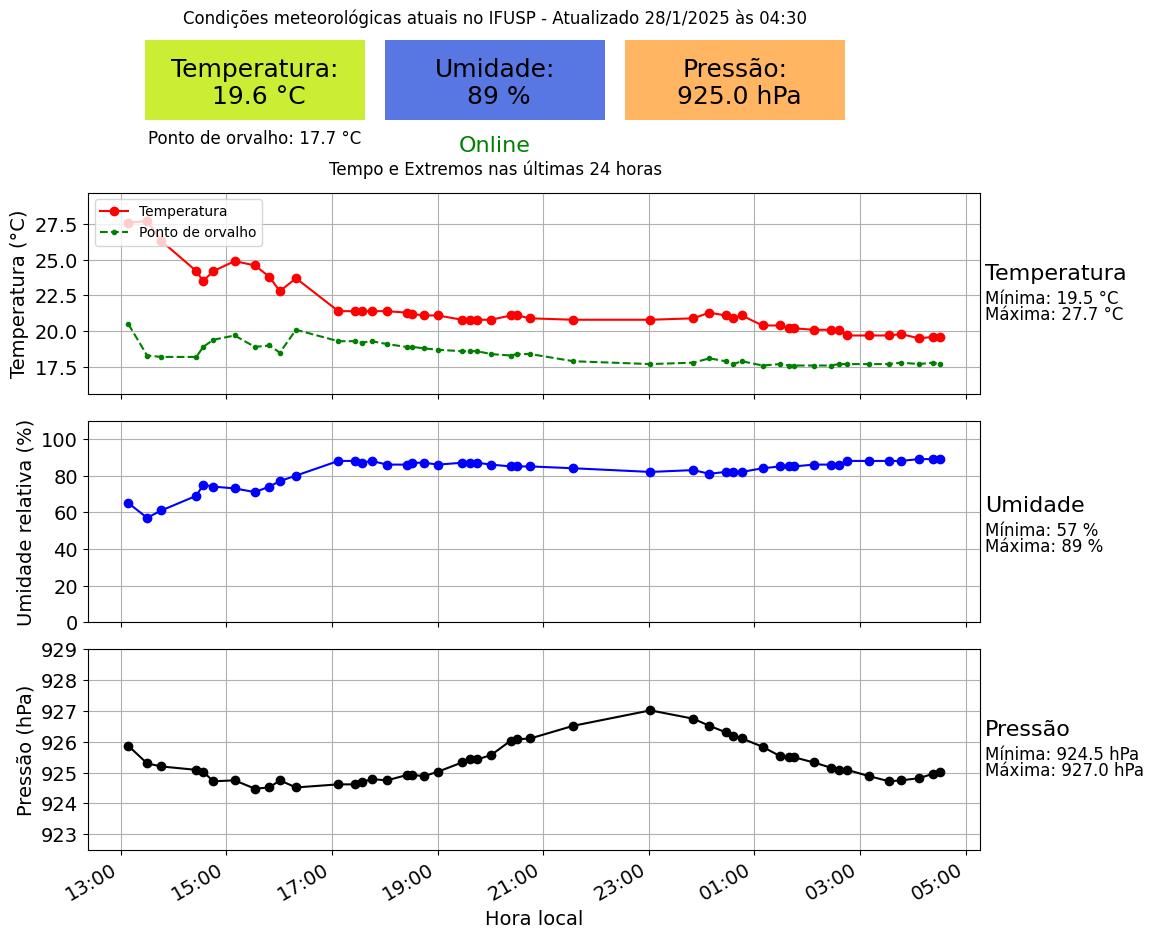 Condições meteorológicas atuais no IFUSP - Atualizado 28/1/2025 às 04:30
Temperatura:
19.6 °C
Umidade:
89 %
Pressão:
925.0 hPa
Ponto de orvalho: 17.7 °C
Online
Tempo e Extremos nas últimas 24 horas
Temperatura (°C)
27.5
25.0
22.5
20.0
17.5
Temperatura
Ponto de orvalho
Temperatura
Mínima: 19.5 °C
Máxima: 27.7 °C
Umidade relativa (%)
100
80
60
40
20
0
Umidade
Mínima: 57 %
Máxima: 89 %
Pressão (hPa)
929
928
927
926
925
924
923
Pressão
Mínima: 924.5 hPa
Máxima: 927.0 hPa
13:00 15:00 17:00 19:00 21:00 23:00 01:00 03:00 05:00
Hora local